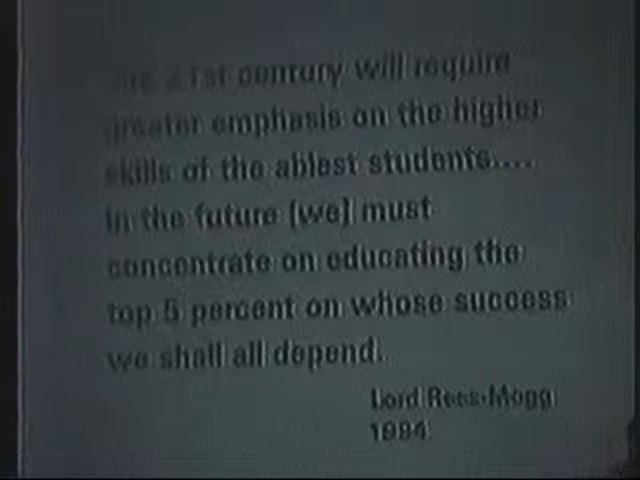 The 21st century will require
greater emphasis on the higher
skills of the ablest students....
In the future [we] must
concentrate on educating the
top 5 percent on whose success
we shall all depend.
Lord Rees-Mogg
1994